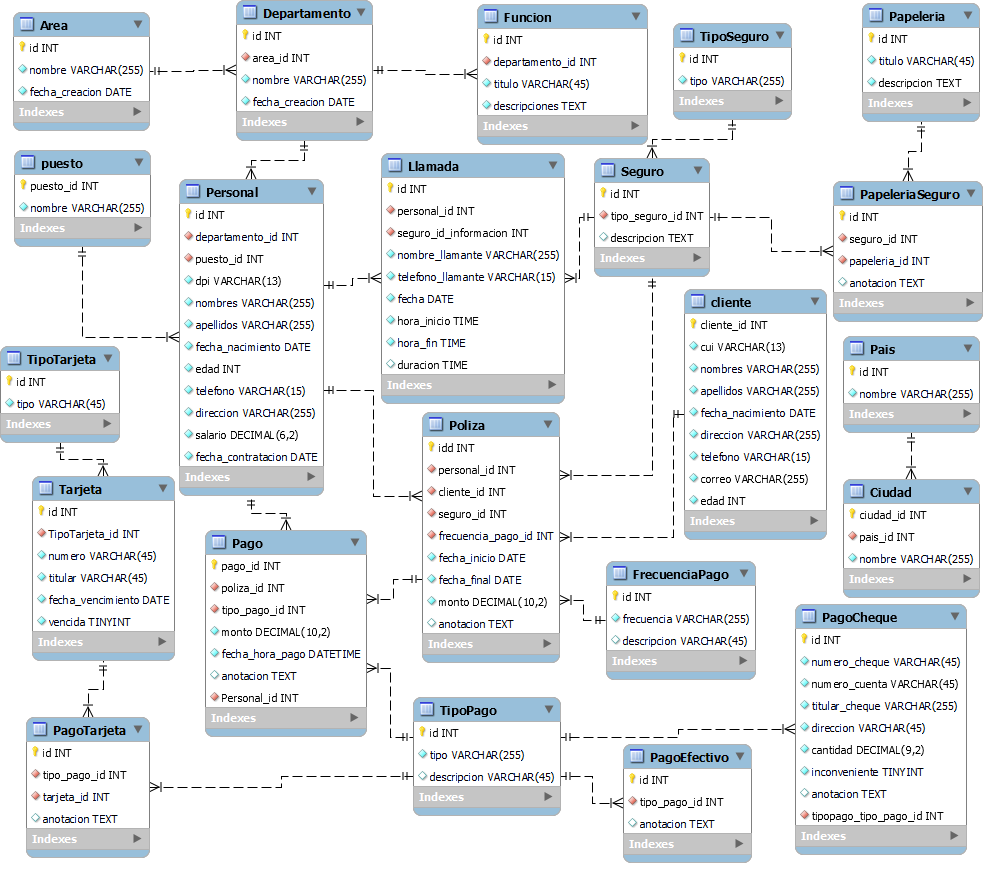 Area
id INT
nombre VARCHAR(255)
fecha_creacion DATE
Indexes
Departamento
id INT
area_id INT
nombre VARCHAR(255)
fecha_creacion DATE
Indexes
Funcion
id INT
departamento_id INT
titulo VARCHAR(45)
descripciones TEXT
Indexes
TipoSeguro
id INT
tipo VARCHAR(255)
Indexes
Papeleria
id INT
titulo VARCHAR(45)
descripcion TEXT
Indexes
puesto
puesto_id INT
nombre VARCHAR(255)
Indexes
Personal
id INT
departamento_id INT
puesto_id INT
dpi VARCHAR(13)
nombres VARCHAR(255)
apellidos VARCHAR(255)
fecha_nacimiento DATE
edad INT
telefono VARCHAR(15)
direccion VARCHAR(255)
salario DECIMAL(6,2)
fecha_contratacion DATE
Indexes
Llamada
id INT
personal_id INT
seguro_id_informacion INT
nombre_llamante VARCHAR(255)
telefono_llamante VARCHAR(15)
fecha DATE
hora_inicio TIME
hora_fin TIME
duracion TIME
Indexes
Seguro
id INT
tipo_seguro_id INT
descripcion TEXT
Indexes
PapeleriaSeguro
id INT
seguro_id INT
papeleria_id INT
anotacion TEXT
Indexes
cliente
cliente_id INT
cui VARCHAR(13)
nombres VARCHAR(255)
apellidos VARCHAR(255)
fecha_nacimiento DATE
direccion VARCHAR(255)
telefono VARCHAR(15)
correo VARCHAR(255)
edad INT
Indexes
Pais
id INT
nombre VARCHAR(255)
Indexes
TipoTarjeta
id INT
tipo VARCHAR(45)
Indexes
Poliza
idd INT
personal_id INT
cliente_id INT
seguro_id INT
frecuencia_pago_id INT
fecha_inicio DATE
fecha_final DATE
monto DECIMAL(10,2)
anotacion TEXT
Indexes
Ciudad
ciudad_id INT
pais_id INT
nombre VARCHAR(255)
Indexes
Tarjeta
id INT
TipoTarjeta_id INT
numero VARCHAR(45)
titular VARCHAR(45)
fecha_vencimiento DATE
vencida TINYINT
Indexes
Pago
pago_id INT
poliza_id INT
tipo_pago_id INT
monto DECIMAL(10,2)
fecha_hora_pago DATETIME
anotacion TEXT
Personal_id INT
Indexes
FrecuenciaPago
id INT
frecuencia VARCHAR(255)
descripcion VARCHAR(45)
Indexes
PagoCheque
id INT
numero_cheque VARCHAR(45)
numero_cuenta VARCHAR(45)
titular_cheque VARCHAR(255)
direccion VARCHAR(45)
cantidad DECIMAL(9,2)
inconveniente TINYINT
anotacion TEXT
tipopago_tipo_pago_id INT
Indexes
PagoTarjeta
id INT
tipo_pago_id INT
tarjeta_id INT
anotacion TEXT
Indexes
TipoPago
id INT
tipo VARCHAR(255)
descripcion VARCHAR(45)
Indexes
PagoEfectivo
id INT
tipo_pago_id INT
anotacion TEXT
Indexes